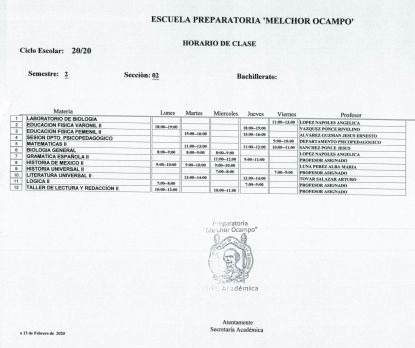 ESCUELA PREPARATORIA 'MELCHOR OCAMPO'
HORARIO DE CLASE
Ciclo Escolar: 20/20
Semestre: 2 Sección: 02 Bachillerato:
Materia Lunes Martes Miercoles Jueves Viernes Profesor
1 LABORATORIO DE BIOLOGIA 11:00-13:00 LOPEZ NAPOLES ANGELICA
2 EDUCACION FISICA VARONIL II 18:00-19:00 18:00-19:00 VAZQUEZ PONCE RIVELINO
3 EDUCACION FISICA FEMENIL II 15:00-16:00 15:00-16:00 ALVAREZ GUZMAN JESUS ERNESTO
4 SESION DPTO. PSICOPEDAGOGICO 9:00-10:00 DEPARTAMENTO PSICOPEDAGOGICO
5 MATEMATICAS II 11:00-13:00 11:00-12:00 10:00-11:00 SANCHEZ PONCE JESUS
6 BIOLOGIA GENERAL 8:00-9:00 8:00-9:00 8:00-9:00 LOPEZ NAPOLES ANGELICA
7 GRAMATICA ESPAÑOLA II 11:00-12:00 9:00-11:00 PROFESOR ASIGNADO
8 HISTORIA DE MEXICO II 9:00-10:00 9:00-10:00 9:00-10:00 LUNA PEREZ ALBA MARIA
9 HISTORIA UNIVERSAL II 7:00-8:00 7:00-9:00 PROFESOR ASIGNADO
10 LITERATURA UNIVERSAL II 13:00-14:00 12:00-14:00 TOVAR SALAZAR ARTURO
11 LOGICA II 7:00-8:00 7:00-9:00 PROFESOR ASIGNADO
12 TALLER DE LECTURA Y REDACCION II 10:00-12:00 10:00-11:00 PROFESOR ASIGNADO
Preparatoria
"Melchor Ocampo"
Académica
Atentamente
Secretaría Académica
a 13 de Febrero de 2020